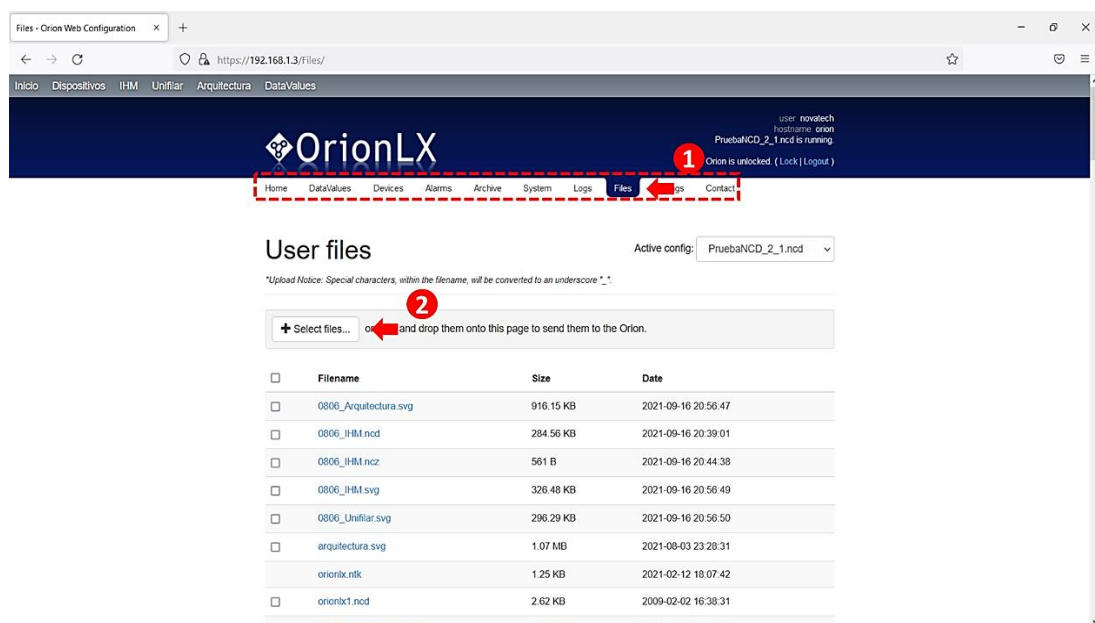 Files - Orion Web Configuration
https://192.168.1.3/Files/
Inicio Dispositivos IHM Unifilar Arquitectura DataValues
OrionLX
user novatech
hostname orion
PruebaNCD_2_1.ncd is running.
Orion is unlocked. ( Lock | Logout )
1
Home DataValues Devices Alarms Archive System Logs Files Contact
User files
Active config: PruebaNCD_2_1.ncd
*Upload Notice: Special characters, within the filename, will be converted to an underscore "_".
2
Select files... and drop them onto this page to send them to the Orion.
Filename Size Date
0806_Arquitectura.svg 916.15 KB 2021-09-16 20:56:47
0806_IHM.ncd 284.56 KB 2021-09-16 20:39:01
0806_IHM.ncz 561 B 2021-09-16 20:44:38
0806_IHM.svg 326.48 KB 2021-09-16 20:56:49
0806_Unifilar.svg 296.29 KB 2021-09-16 20:56:50
arquitectura.svg 1.07 MB 2021-08-03 23:28:31
orionlx.ntk 1.25 KB 2021-02-12 18:07:42
orionlx1.ncd 2.62 KB 2009-02-02 16:38:31